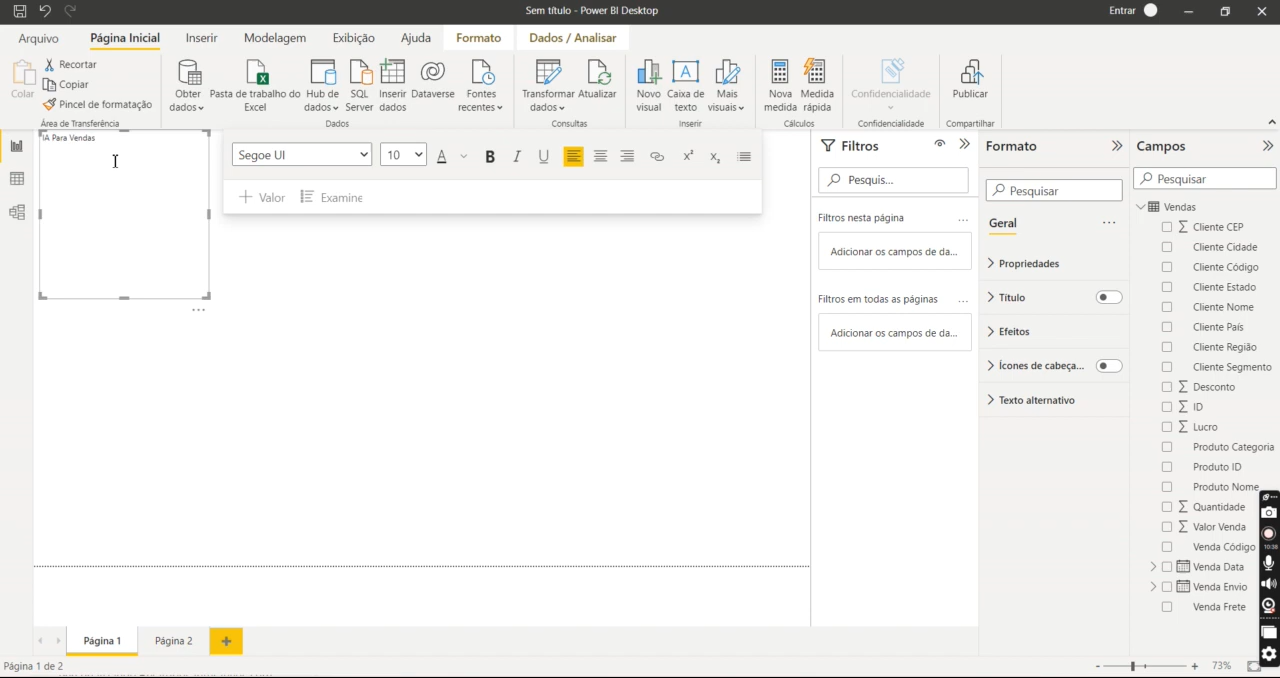 Sem título - Power BI Desktop
Entrar
Arquivo
Página Inicial
Inserir
Modelagem
Exibição
Ajuda
Formato
Dados / Analisar
Colar
Recortar
Copiar
Pincel de formatação
Área de Transferência
Obter dados
Pasta de trabalho do Excel
Hub de dados
SQL Server
Inserir dados
Dataverse
Fontes recentes
Dados
Transformar dados
Atualizar
Consultas
Novo visual
Caixa de texto
Mais visuais
Inserir
Nova medida
Medida rápida
Cálculos
Confidencialidade
Confidencialidade
Publicar
Compartilhar
IA Para Vendas
Segoe UI
10
Valor
Examine
Filtros
Pesquis...
Filtros nesta página
Adicionar os campos de da...
Filtros em todas as páginas
Adicionar os campos de da...
Formato
Pesquisar
Geral
Propriedades
Título
Efeitos
Ícones de cabeça...
Texto alternativo
Campos
Pesquisar
Vendas
Cliente CEP
Cliente Cidade
Cliente Código
Cliente Estado
Cliente Nome
Cliente País
Cliente Região
Cliente Segmento
Desconto
ID
Lucro
Produto Categoria
Produto ID
Produto Nome
Quantidade
Valor Venda
Venda Código
Venda Data
Venda Envio
Venda Frete
Página 1
Página 2
Página 1 de 2
73%